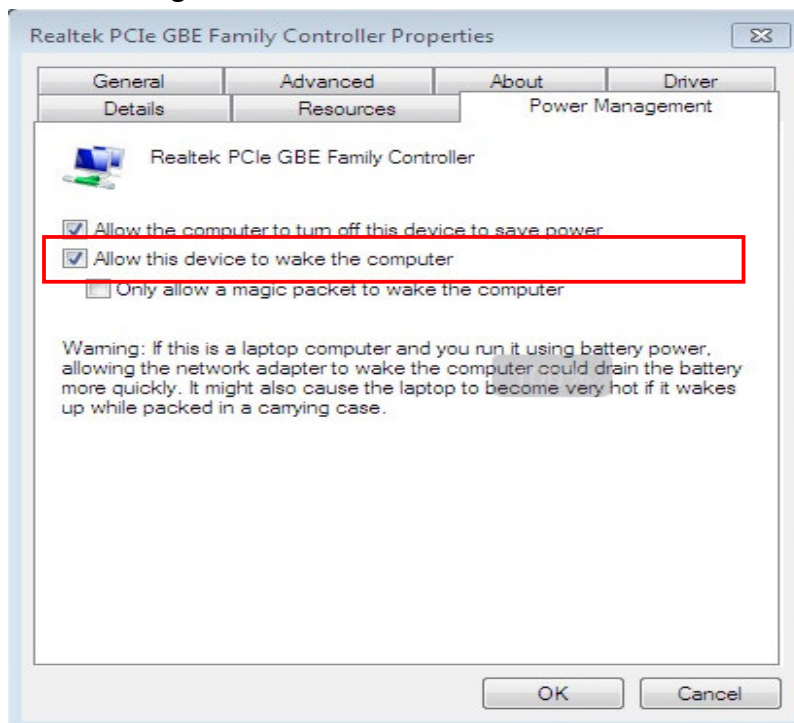 Realtek PCIe GBE Family Controller Properties
General Advanced About Driver
Details Resources Power Management
Realtek PCIe GBE Family Controller
Allow the computer to turn off this device to save power
Allow this device to wake the computer
Only allow a magic packet to wake the computer
Warning: If this is a laptop computer and you run it using battery power,
allowing the network adapter to wake the computer could drain the battery
more quickly. It might also cause the laptop to become very hot if it wakes
up while packed in a carrying case.
OK Cancel